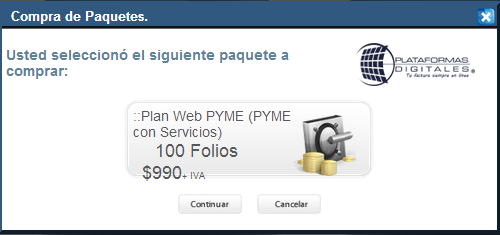 Compra de Paquetes.
Usted seleccionó el siguiente paquete a
comprar:
PLATAFORMAS
DIGITALES®
Tu factura siempre en línea
::Plan Web PYME (PYME
con Servicios)
100 Folios
$990+ IVA
Continuar
Cancelar